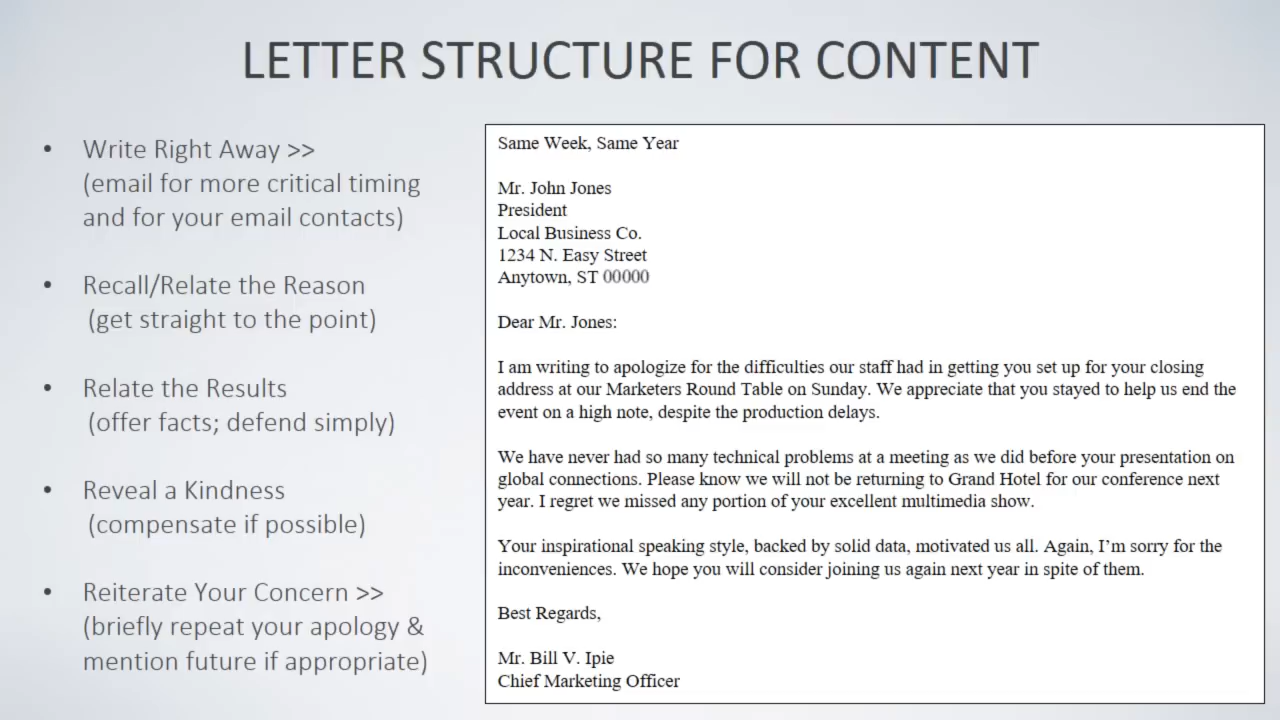 LETTER STRUCTURE FOR CONTENT
• Write Right Away >>
(email for more critical timing
and for your email contacts)
• Recall/Relate the Reason
(get straight to the point)
• Relate the Results
(offer facts; defend simply)
• Reveal a Kindness
(compensate if possible)
• Reiterate Your Concern >>
(briefly repeat your apology &
mention future if appropriate)
Same Week, Same Year
Mr. John Jones
President
Local Business Co.
1234 N. Easy Street
Anytown, ST 00000
Dear Mr. Jones:
I am writing to apologize for the difficulties our staff had in getting you set up for your closing
address at our Marketers Round Table on Sunday. We appreciate that you stayed to help us end the
event on a high note, despite the production delays.
We have never had so many technical problems at a meeting as we did before your presentation on
global connections. Please know we will not be returning to Grand Hotel for our conference next
year. I regret we missed any portion of your excellent multimedia show.
Your inspirational speaking style, backed by solid data, motivated us all. Again, I’m sorry for the
inconveniences. We hope you will consider joining us again next year in spite of them.
Best Regards,
Mr. Bill V. Ipie
Chief Marketing Officer